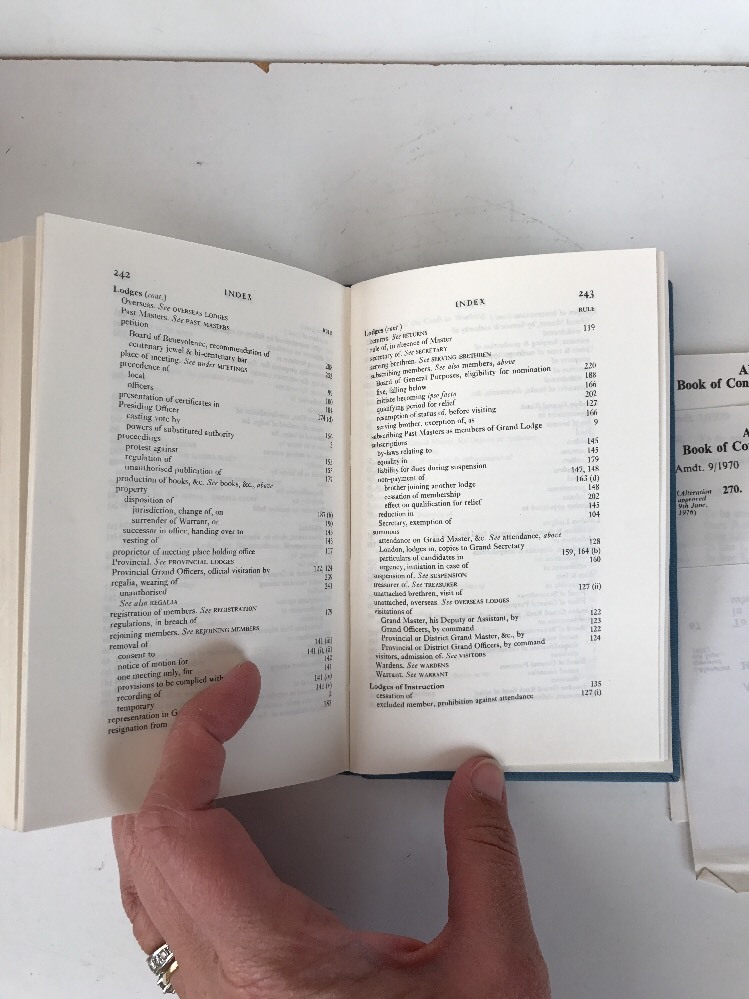 242
INDEX
RULE
Lodges (cont.)
Overseas. See OVERSEAS LODGES
Past Masters. See PAST MASTERS
petition
Board of Benevolence, recommendation of
centenary jewel & bi-centenary bar
place of meeting. See under MEETINGS
precedence of
local
officers
presentation of certificates in
Presiding Officer
casting vote by
powers of substituted authority
proceedings
protest against
regulation of
unauthorised publication of
production of books, &c. See books, &c., above
property
disposition of
jurisdiction, change of, on
surrender of Warrant, or
successor in office, handing over to
vesting of
proprietor of meeting place holding office
Provincial. See PROVINCIAL LODGES
Provincial Grand Officers, official visitation by
regalia, wearing of
unauthorised
See also REGALIA
registration of members. See REGISTRATION
regulations, in breach of
rejoining members. See REJOINING MEMBERS
removal of
consent to
notice of motion for
one meeting only, for
provisions to be complied with
recording of
temporary
representation in G
resignation from
INDEX 243
RULE
Lodges (cont.)
returns. See RETURNS
rule of, in absence of Master 119
secretary of. See SECRETARY
serving brethren. See SERVING BRETHREN
subscribing members. See also members, above
Board of General Purposes, eligibility for nomination 220
five, falling below 188
initiate becoming ipso facto 166
qualifying period for relief 202
resumption of status of, before visiting 127
serving brother, exception of, as 166
subscribing Past Masters as members of Grand Lodge 9
subscriptions
by-laws relating to 145
equality in 145
liability for dues during suspension 179
non-payment of 147, 148
brother joining another lodge 163 (d)
cessation of membership 148
effect on qualification for relief 202
reduction in 145
Secretary, exemption of 104
summons
attendance on Grand Master, &c. See attendance, above
London, lodges in, copies to Grand Secretary 128
particulars of candidates in 159, 164 (b)
urgency, initiation in case of 160
suspension of. See SUSPENSION
treasurer of. See TREASURER
unattached brethren, visit of 127 (ii)
unattached, overseas. See OVERSEAS LODGES
visitations of
Grand Master, his Deputy or Assistant, by 122
Grand Officers, by command 123
Provincial or District Grand Master, &c., by 122
Provincial or District Grand Officers, by command 124
visitors, admission of. See VISITORS
Wardens. See WARDENS
Warrant. See WARRANT
Lodges of Instruction 135
cessation of
excluded member, prohibition against attendance 127 (i)
Book of Con
Book of Co
Amdt. 9/1970
270.
(Alteration
9th June,
1976)